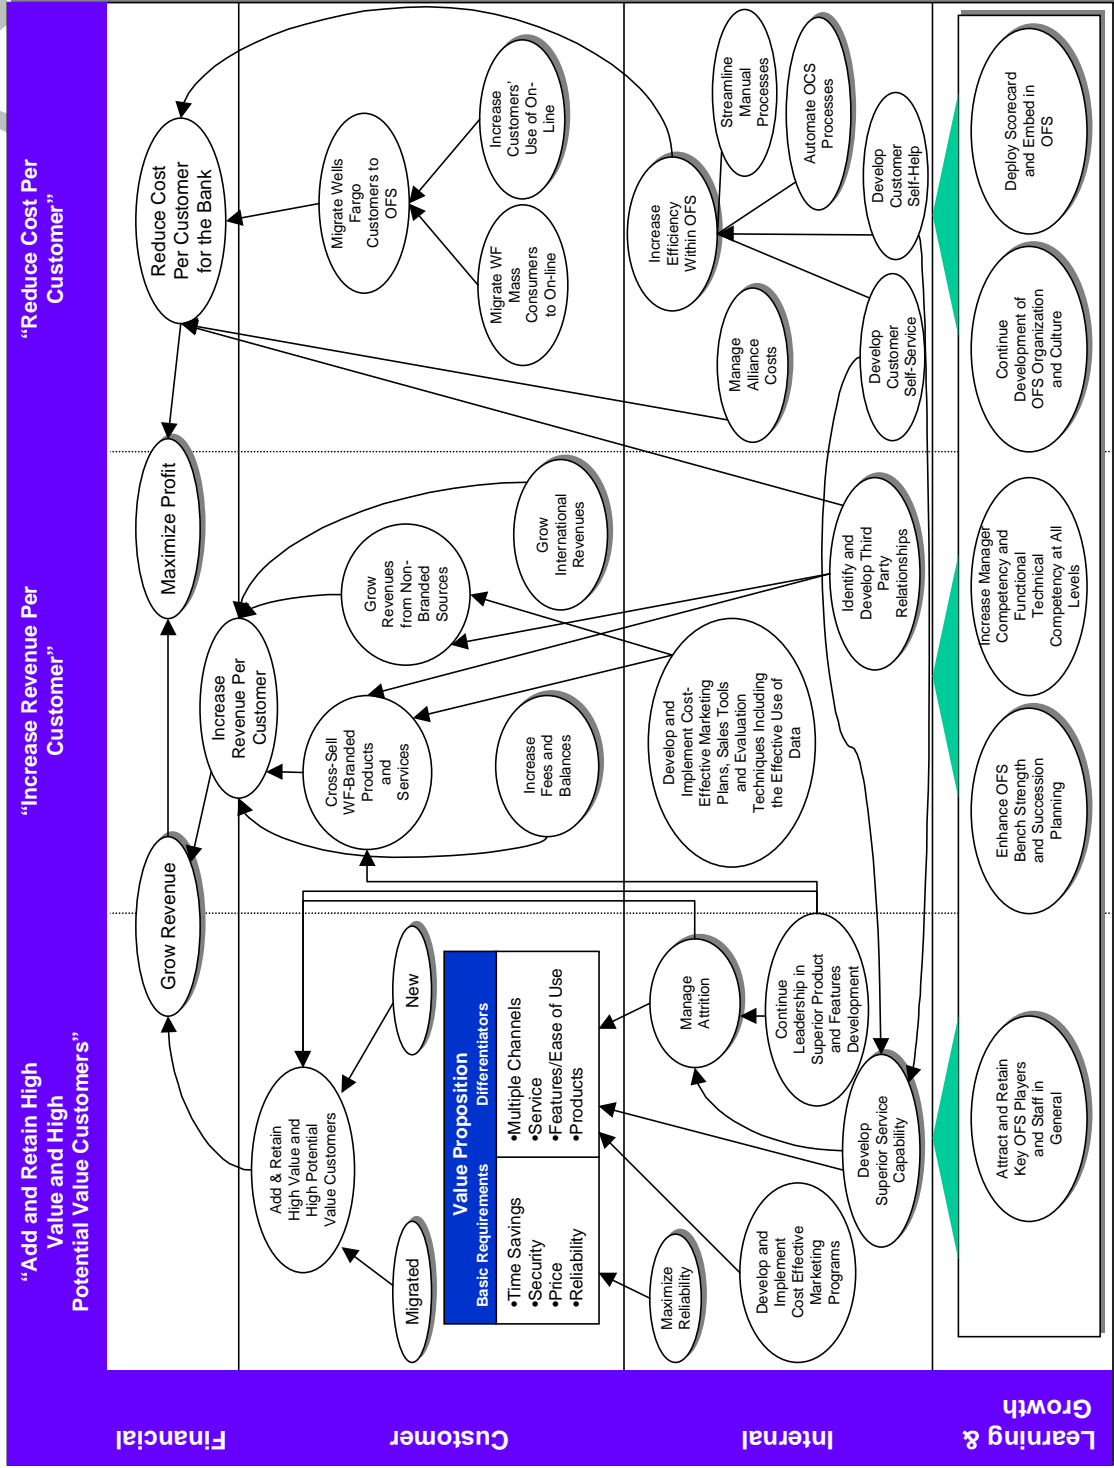 “Add and Retain High
Value and High
Potential Value Customers”
“Increase Revenue Per
Customer”
“Reduce Cost Per
Customer”
Financial
Grow Revenue
Maximize Profit
Reduce Cost
Per Customer
for the Bank
Increase
Revenue Per
Customer
Customer
Add & Retain
High Value and
High Potential
Value Customers
Migrated
New
Value Proposition
Basic Requirements
Differentiators
•Time Savings
•Security
•Price
•Reliability
•Multiple Channels
•Service
•Features/Ease of Use
•Products
Cross-Sell
WF-Branded
Products
and
Services
Grow
Revenues
from Non-
Branded
Sources
Increase
Fees and
Balances
Grow
International
Revenues
Migrate Wells
Fargo
Customers to
OFS
Migrate WF
Mass
Consumers
to On-line
Increase
Customers’
Use of On-
Line
Internal
Maximize
Reliability
Manage
Attrition
Develop and
Implement
Cost Effective
Marketing
Programs
Continue
Leadership in
Superior Product
and Features
Development
Develop
Superior Service
Capability
Develop and
Implement Cost-
Effective Marketing
Plans, Sales Tools
and Evaluation
Techniques Including
the Effective Use of
Data
Identify and
Develop Third
Party
Relationships
Increase
Efficiency
Within OFS
Manage
Alliance
Costs
Streamline
Manual
Processes
Automate OCS
Processes
Develop
Customer
Self-Service
Develop
Customer
Self-Help
Learning &
Growth
Attract and Retain
Key OFS Players
and Staff in
General
Enhance OFS
Bench Strength
and Succession
Planning
Increase Manager
Competency and
Functional
Technical
Competency at All
Levels
Continue
Development of
OFS Organization
and Culture
Deploy Scorecard
and Embed in
OFS